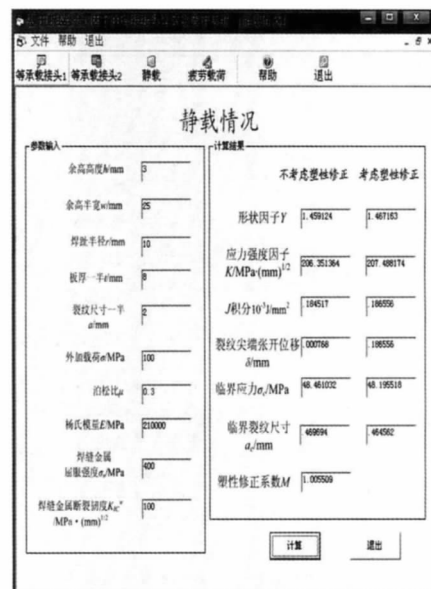 文件 帮助 退出
等承载接头1 等承载接头2 静载 疲劳载荷 帮助 退出
静载情况
参数输入
余高高度h/mm 3
余高半宽w/mm 25
焊趾半径r/mm 10
板厚一半t/mm 8
裂纹尺寸一半
a/mm 2
外加载荷σ/MPa 100
泊松比μ 0.3
杨氏模量E/MPa 210000
焊缝金属
屈服强度σs/MPa 400
焊缝金属断裂韧度KICw
/MPa·(mm)1/2 100
计算结果
不考虑塑性修正 考虑塑性修正
形状因子Y 1.459124 1.467163
应力强度因子
K/MPa·(mm)1/2 206.351364 207.488174
J积分10-3J/mm2 .184517 .186556
裂纹尖端张开位移
δ/mm .000768 .186556
临界应力σc/MPa 48.461032 48.195518
临界裂纹尺寸
ac/mm .469694 .464562
塑性修正系数M 1.005509
计算 退出